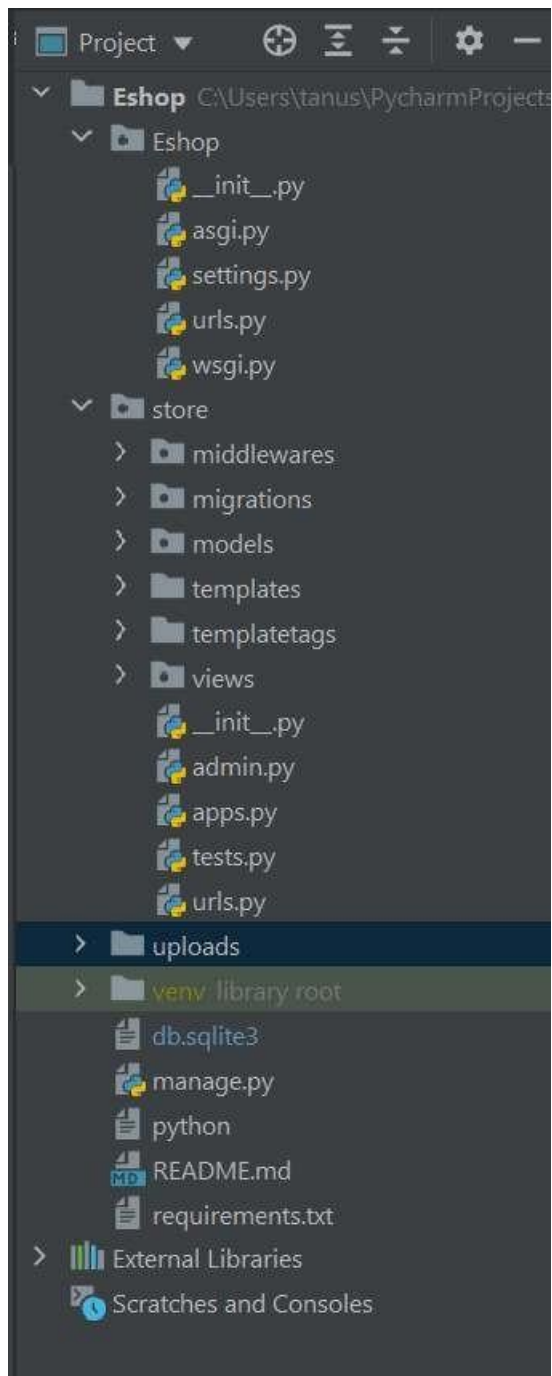 Project
Eshop C:\Users\tanus\PycharmProjects
Eshop
__init__.py
asgi.py
settings.py
urls.py
wsgi.py
store
middlewares
migrations
models
templates
templatetags
views
__init__.py
admin.py
apps.py
tests.py
urls.py
uploads
venv library root
db.sqlite3
manage.py
python
MD README.md
requirements.txt
External Libraries
Scratches and Consoles